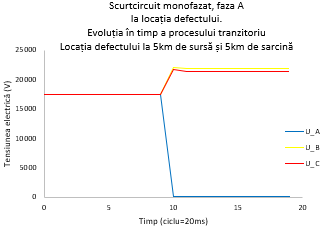 Scurtcircuit monofazat, faza A
la locația defectului.
Evoluția în timp a procesului tranzitoriu
Locația defectului la 5km de sursă și 5km de sarcină
25000
20000
15000
10000
5000
0
Tensiunea electrică (V)
0
5
10
15
20
Timp (ciclu=20ms)
U_A
U_B
U_C